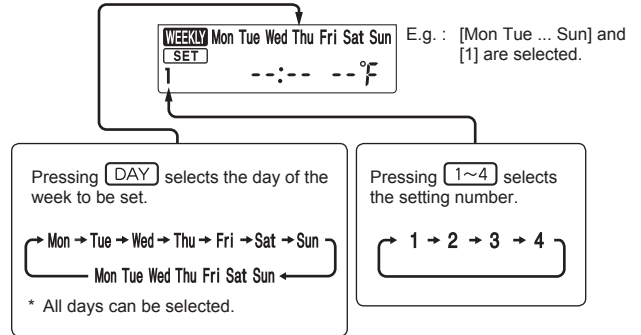 WEEKLY Mon Tue Wed Thu Fri Sat Sun
SET
1 --:-- --°F
E.g. : [Mon Tue ... Sun] and
[1] are selected.
Pressing DAY selects the day of the
week to be set.
→ Mon → Tue → Wed → Thu → Fri → Sat → Sun
Mon Tue Wed Thu Fri Sat Sun ←
* All days can be selected.
Pressing 1~4 selects
the setting number.
→ 1 → 2 → 3 → 4